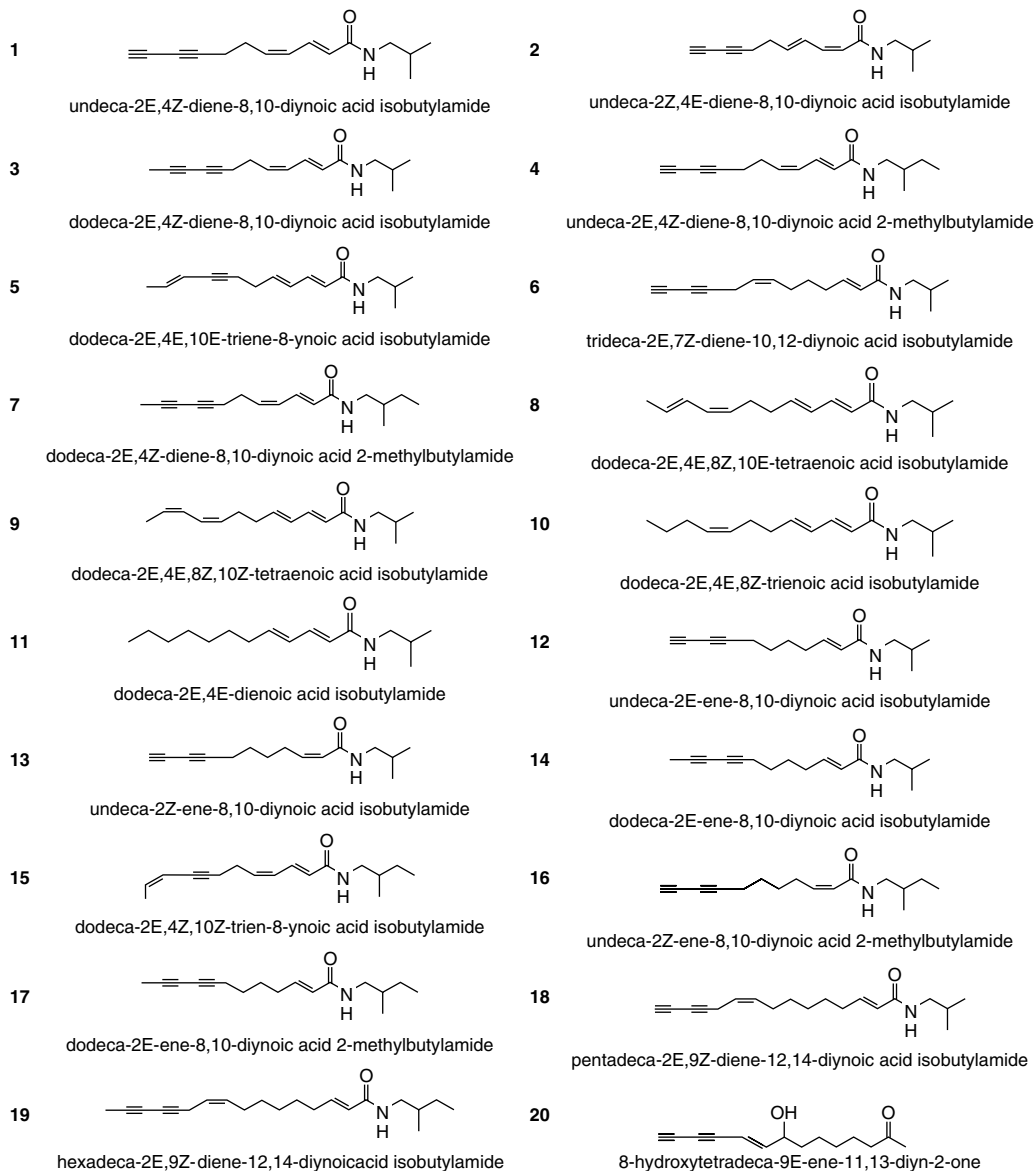 1
O
N
H
undeca-2E,4Z-diene-8,10-diynoic acid isobutylamide
2
O
N
H
undeca-2Z,4E-diene-8,10-diynoic acid isobutylamide
3
O
N
H
dodeca-2E,4Z-diene-8,10-diynoic acid isobutylamide
4
O
N
H
undeca-2E,4Z-diene-8,10-diynoic acid 2-methylbutylamide
5
O
N
H
dodeca-2E,4E,10E-triene-8-ynoic acid isobutylamide
6
O
N
H
trideca-2E,7Z-diene-10,12-diynoic acid isobutylamide
7
O
N
H
dodeca-2E,4Z-diene-8,10-diynoic acid 2-methylbutylamide
8
O
N
H
dodeca-2E,4E,8Z,10E-tetraenoic acid isobutylamide
9
O
N
H
dodeca-2E,4E,8Z,10Z-tetraenoic acid isobutylamide
10
O
N
H
dodeca-2E,4E,8Z-trienoic acid isobutylamide
11
O
N
H
dodeca-2E,4E-dienoic acid isobutylamide
12
O
N
H
undeca-2E-ene-8,10-diynoic acid isobutylamide
13
O
N
H
undeca-2Z-ene-8,10-diynoic acid isobutylamide
14
O
N
H
dodeca-2E-ene-8,10-diynoic acid isobutylamide
15
O
N
H
dodeca-2E,4Z,10Z-trien-8-ynoic acid isobutylamide
16
O
N
H
undeca-2Z-ene-8,10-diynoic acid 2-methylbutylamide
17
O
N
H
dodeca-2E-ene-8,10-diynoic acid 2-methylbutylamide
18
O
N
H
pentadeca-2E,9Z-diene-12,14-diynoic acid isobutylamide
19
O
N
H
hexadeca-2E,9Z-diene-12,14-diynoicacid isobutylamide
20
OH
O
8-hydroxytetradeca-9E-ene-11,13-diyn-2-one